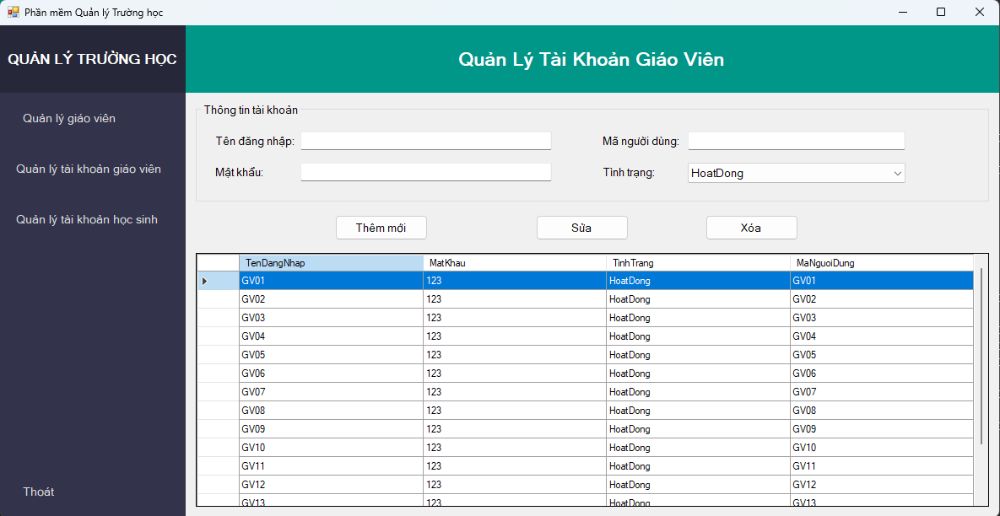 Phần mềm Quản lý Trường học
QUẢN LÝ TRƯỜNG HỌC
Quản Lý Tài Khoản Giáo Viên
Quản lý giáo viên
Quản lý tài khoản giáo viên
Quản lý tài khoản học sinh
Thoát
Thông tin tài khoản
Tên đăng nhập: Mã người dùng:
Mật khẩu: Tình trạng: HoatDong
Thêm mới Sửa Xóa
TenDangNhap MatKhau TinhTrang MaNguoiDung
GV01 123 HoatDong GV01
GV02 123 HoatDong GV02
GV03 123 HoatDong GV03
GV04 123 HoatDong GV04
GV05 123 HoatDong GV05
GV06 123 HoatDong GV06
GV07 123 HoatDong GV07
GV08 123 HoatDong GV08
GV09 123 HoatDong GV09
GV10 123 HoatDong GV10
GV11 123 HoatDong GV11
GV12 123 HoatDong GV12
GV13 123 HoatDong GV13